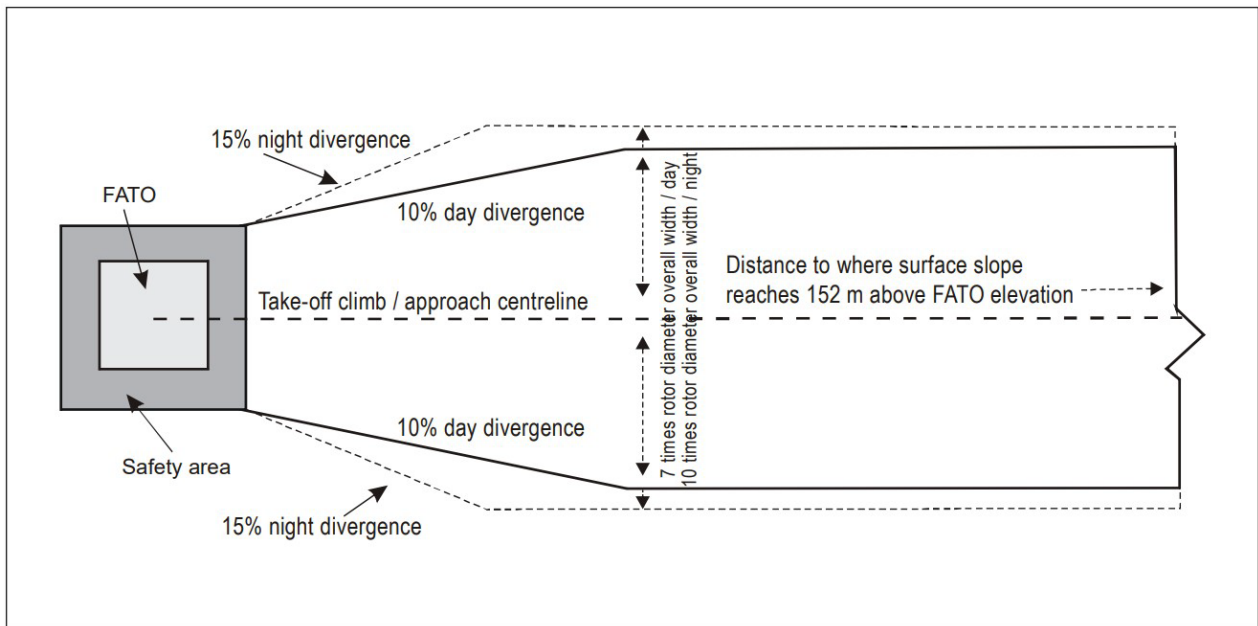 15% night divergence
FATO
10% day divergence
7 times rotor diameter overall width / day
10 times rotor diameter overall width / night
Distance to where surface slope
reaches 152 m above FATO elevation
Take-off climb / approach centreline
10% day divergence
Safety area
15% night divergence